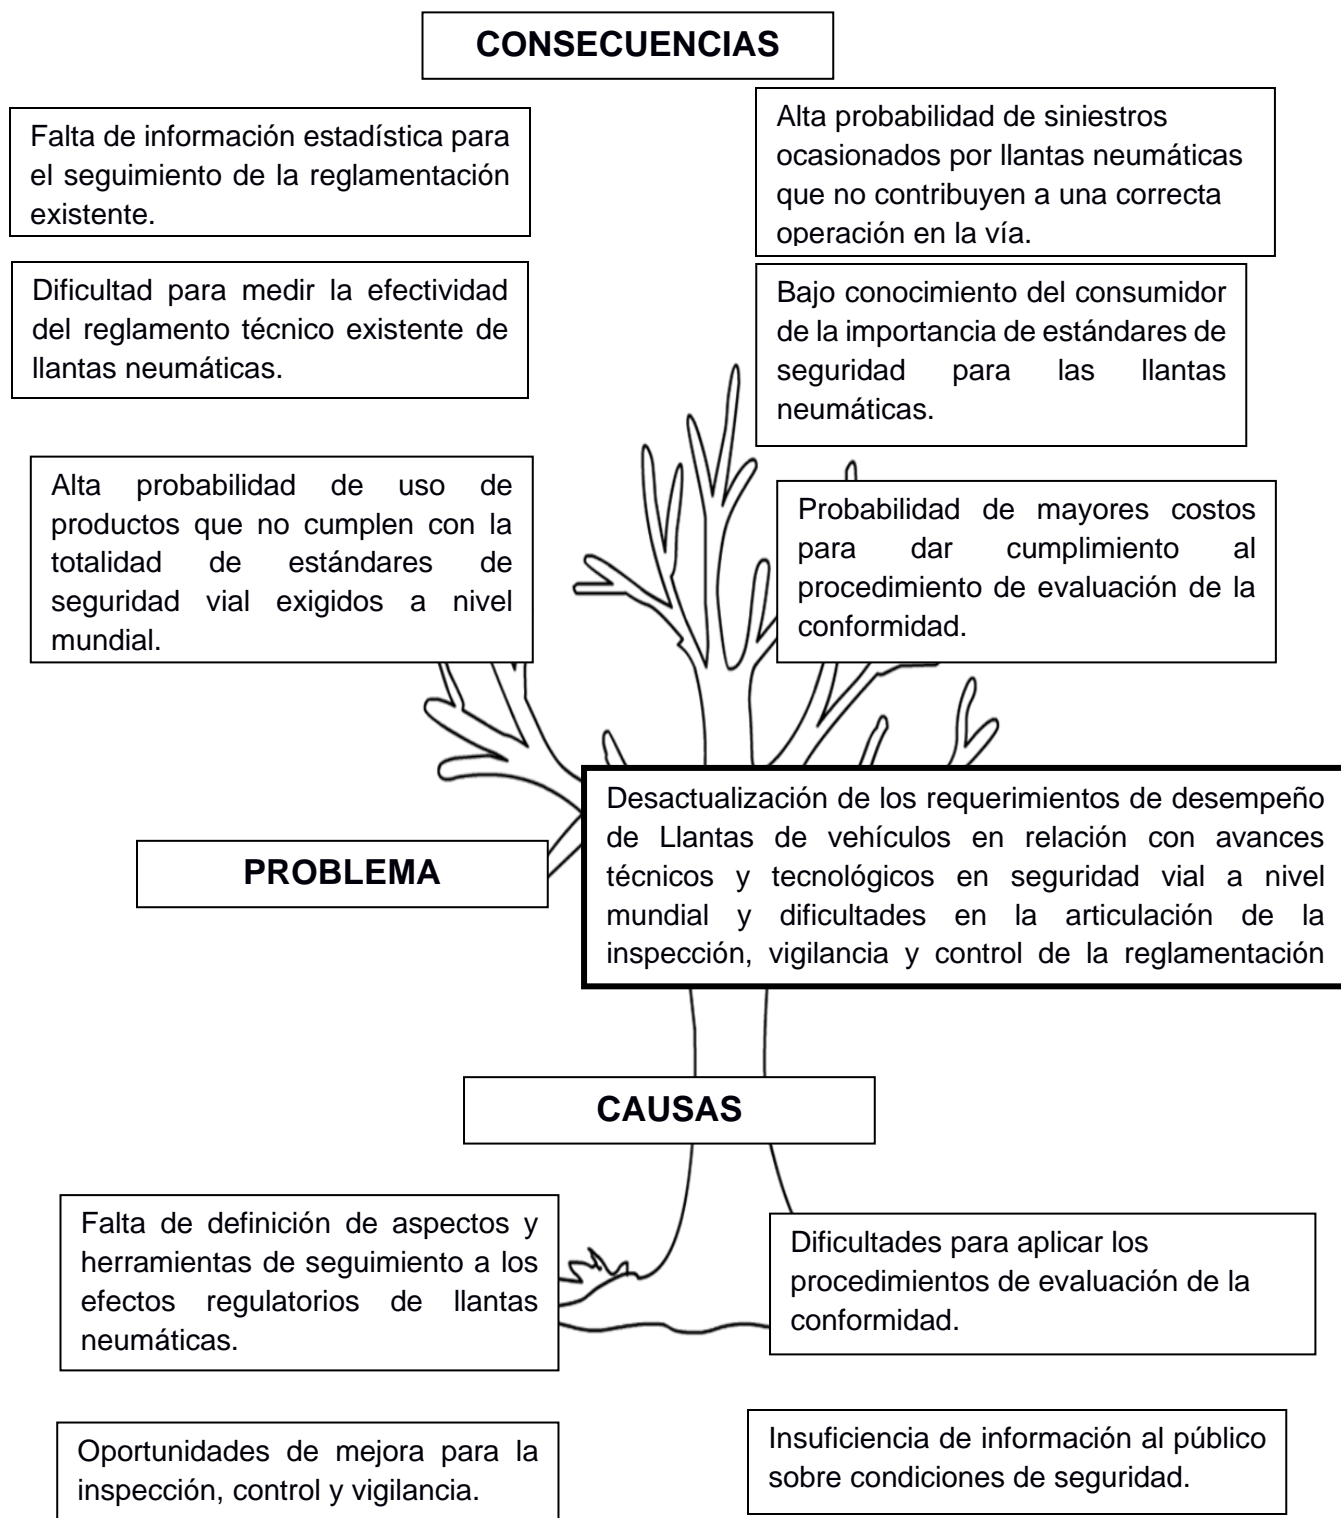 CONSECUENCIAS
Falta de información estadística para
el seguimiento de la reglamentación
existente.
Alta probabilidad de siniestros
ocasionados por llantas neumáticas
que no contribuyen a una correcta
operación en la vía.
Dificultad para medir la efectividad
del reglamento técnico existente de
llantas neumáticas.
Bajo conocimiento del consumidor
de la importancia de estándares de
seguridad para las llantas
neumáticas.
Alta probabilidad de uso de
productos que no cumplen con la
totalidad de estándares de
seguridad vial exigidos a nivel
mundial.
Probabilidad de mayores costos
para dar cumplimiento al
procedimiento de evaluación de la
conformidad.
PROBLEMA
Desactualización de los requerimientos de desempeño
de Llantas de vehículos en relación con avances
técnicos y tecnológicos en seguridad vial a nivel
mundial y dificultades en la articulación de la
inspección, vigilancia y control de la reglamentación
CAUSAS
Falta de definición de aspectos y
herramientas de seguimiento a los
efectos regulatorios de llantas
neumáticas.
Dificultades para aplicar los
procedimientos de evaluación de la
conformidad.
Oportunidades de mejora para la
inspección, control y vigilancia.
Insuficiencia de información al público
sobre condiciones de seguridad.